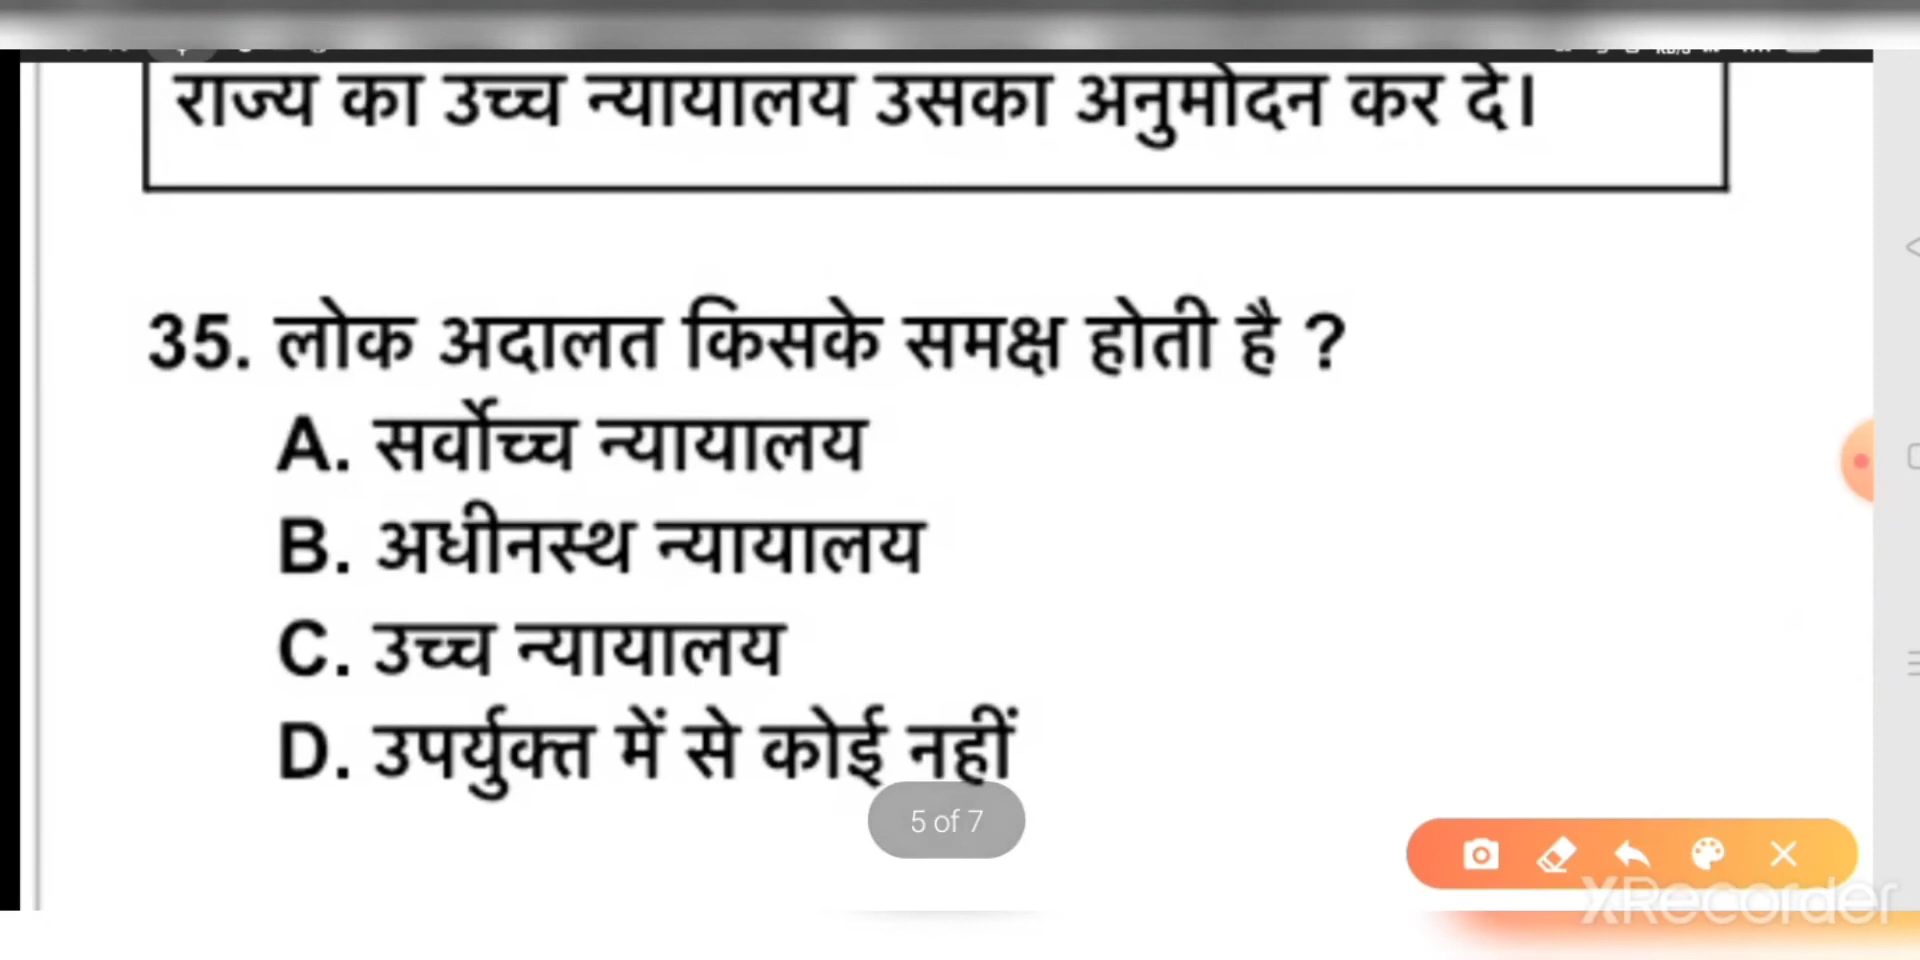 राज्य का उच्च न्यायालय उसका अनुमोदन कर दे।
35. लोक अदालत किसके समक्ष होती है ?
A. सर्वोच्च न्यायालय
B. अधीनस्थ न्यायालय
C. उच्च न्यायालय
D. उपर्युक्त में से कोई नहीं
5 of 7
XRecorder